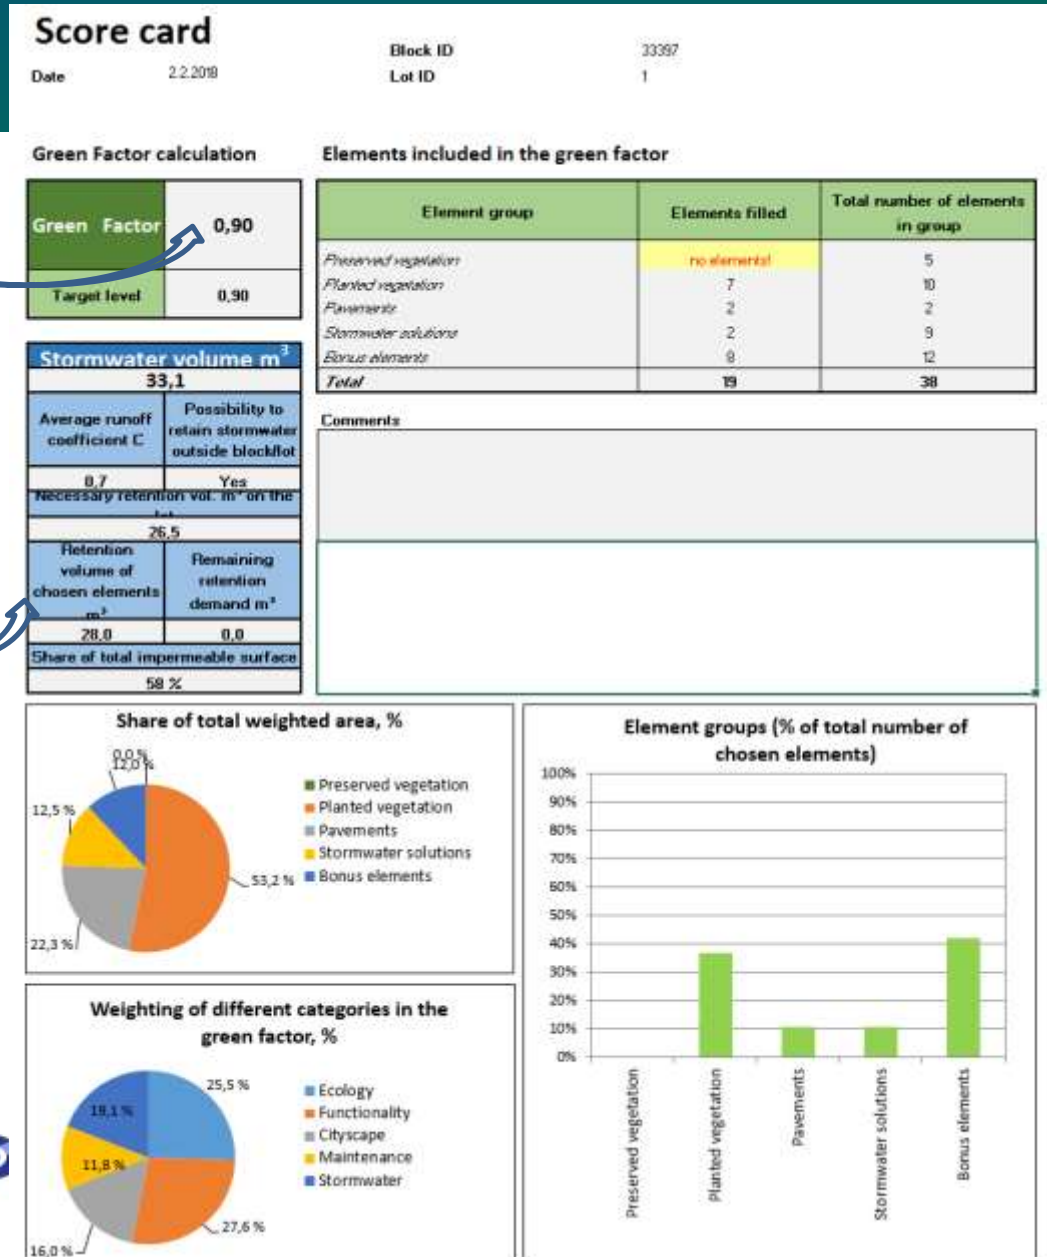 Score card
Block ID 33397
Date 2.2.2018 Lot ID 1
Green Factor calculation
Green Factor 0,90
Target level 0,90
Elements included in the green factor
Element group Elements filled Total number of elements in group
Preserved vegetation no elements! 5
Planted vegetation 7 10
Pavements 2 2
Stormwater solutions 2 9
Bonus elements 8 12
Total 19 38
Stormwater volume m³
33,1
Average runoff coefficient C
Possibility to retain stormwater outside block/lot
0,7 Yes
Necessary retention vol. m³ on the
26,5
Retention volume of chosen elements m³
Remaining retention demand m³
28,0 0,0
Share of total impermeable surface
58 %
Comments
Share of total weighted area, %
0,0 %
12,0 %
12,5 %
53,2 %
22,3 %
Preserved vegetation
Planted vegetation
Pavements
Stormwater solutions
Bonus elements
Weighting of different categories in the
green factor, %
25,5 %
19,1 %
11,8 %
27,6 %
16,0 %
Ecology
Functionality
Cityscape
Maintenance
Stormwater
Element groups (% of total number of
chosen elements)
100%
90%
80%
70%
60%
50%
40%
30%
20%
10%
0%
Preserved vegetation
Planted vegetation
Pavements
Stormwater solutions
Bonus elements